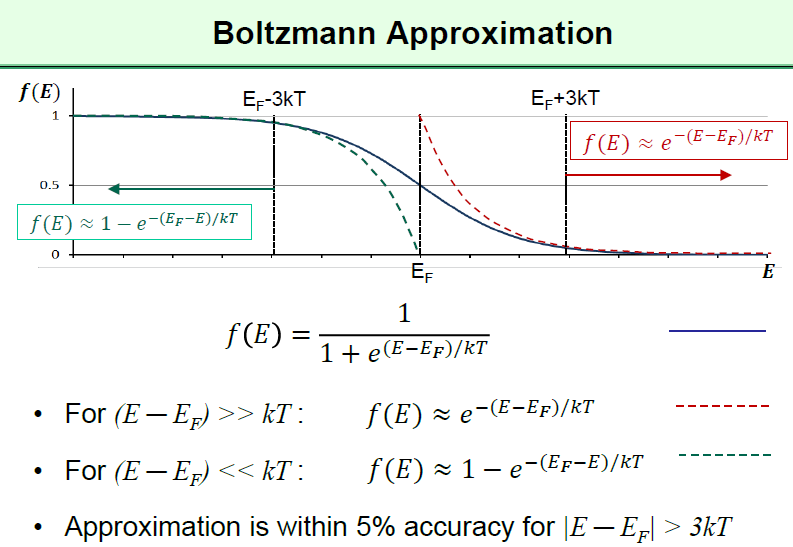 Boltzmann Approximation
f(E)
E_F-3kT
E_F+3kT
1
f(E) ≈ e^{-(E-E_F)/kT}
0.5
f(E) ≈ 1 − e^{-(E_F-E)/kT}
0
E_F
E
f(E) = \frac{1}{1 + e^{(E-E_F)/kT}}
• For (E — E_F) >> kT : f(E) ≈ e^{-(E-E_F)/kT}
• For (E — E_F) << kT : f(E) ≈ 1 − e^{-(E_F-E)/kT}
• Approximation is within 5% accuracy for |E — E_F| > 3kT